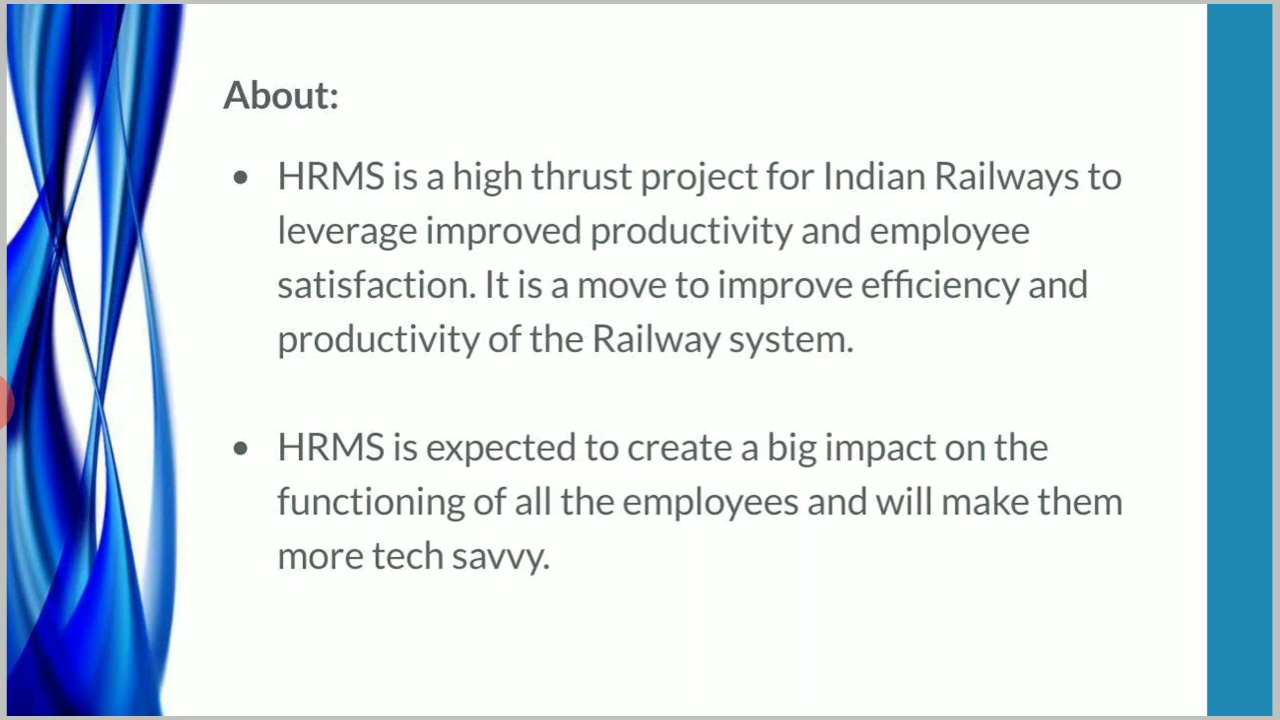 About:
• HRMS is a high thrust project for Indian Railways to
leverage improved productivity and employee
satisfaction. It is a move to improve efficiency and
productivity of the Railway system.
• HRMS is expected to create a big impact on the
functioning of all the employees and will make them
more tech savvy.